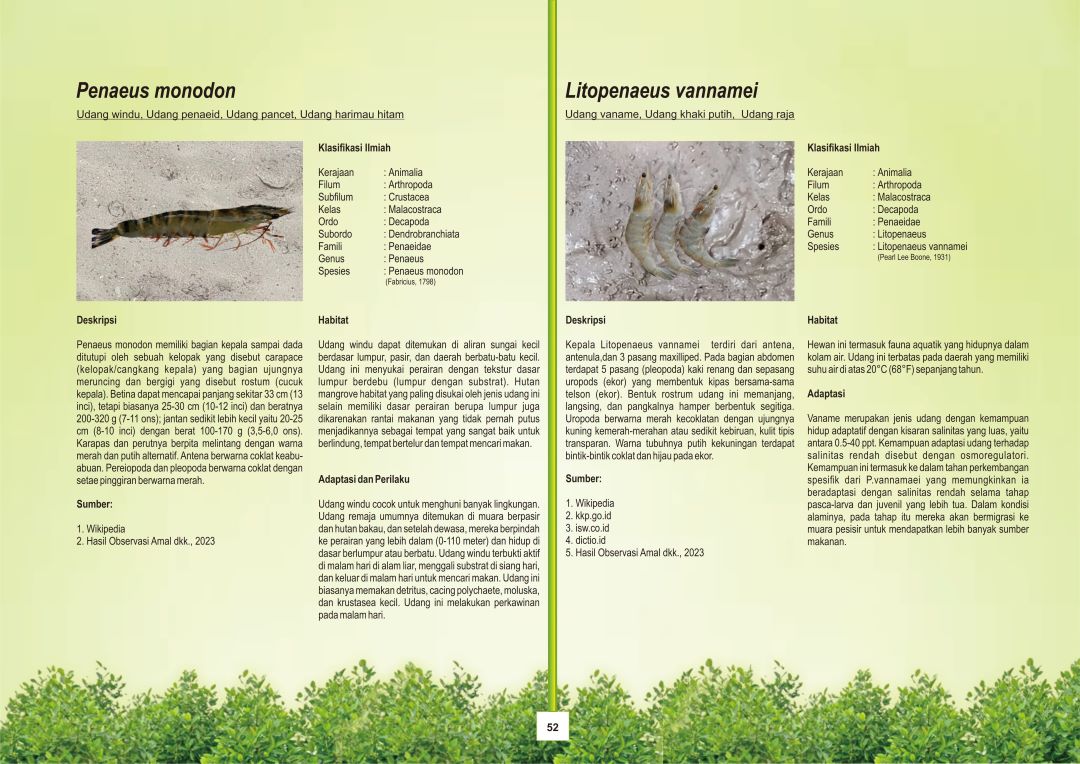 Penaeus monodon
Udang windu, Udang penaeid, Udang pancet, Udang harimau hitam
Klasifikasi Ilmiah
Kerajaan : Animalia
Filum : Arthropoda
Subfilum : Crustacea
Kelas : Malacostraca
Ordo : Decapoda
Subordo : Dendrobranchiata
Famili : Penaeidae
Genus : Penaeus
Spesies : Penaeus monodon
(Fabricius, 1798)
Deskripsi
Penaeus monodon memiliki bagian kepala sampai dada
ditutupi oleh sebuah kelopak yang disebut carapace
(kelopak/cangkang kepala) yang bagian ujungnya
meruncing dan bergigi yang disebut rostum (cucuk
kepala). Betina dapat mencapai panjang sekitar 33 cm (13
inci), tetapi biasanya 25-30 cm (10-12 inci) dan beratnya
200-320 g (7-11 ons); jantan sedikit lebih kecil yaitu 20-25
cm (8-10 inci) dengan berat 100-170 g (3,5-6,0 ons).
Karapas dan perutnya berpita melintang dengan warna
merah dan putih alternatif. Antena berwarna coklat keabu-
abuan. Pereiopoda dan pleopoda berwarna coklat dengan
setae pinggiran berwarna merah.
Sumber:
1. Wikipedia
2. Hasil Observasi Amal dkk., 2023
Habitat
Udang windu dapat ditemukan di aliran sungai kecil
berdasar lumpur, pasir, dan daerah berbatu-batu kecil.
Udang ini menyukai perairan dengan tekstur dasar
lumpur berdebu (lumpur dengan substrat). Hutan
mangrove habitat yang paling disukai oleh jenis udang ini
selain memiliki dasar perairan berupa lumpur juga
dikarenakan rantai makanan yang tidak pernah putus
menjadikannya sebagai tempat yang sangat baik untuk
berlindung, tempat bertelur dan tempat mencari makan.
Adaptasi dan Perilaku
Udang windu cocok untuk menghuni banyak lingkungan.
Udang remaja umumnya ditemukan di muara berpasir
dan hutan bakau, dan setelah dewasa, mereka berpindah
ke perairan yang lebih dalam (0-110 meter) dan hidup di
dasar berlumpur atau berbatu. Udang windu terbukti aktif
di malam hari di alam liar, menggali substrat di siang hari,
dan keluar di malam hari untuk mencari makan. Udang ini
biasanya memakan detritus, cacing polychaete, moluska,
dan krustasea kecil. Udang ini melakukan perkawinan
pada malam hari.
Litopenaeus vannamei
Udang vaname, Udang khaki putih, Udang raja
Klasifikasi Ilmiah
Kerajaan : Animalia
Filum : Arthropoda
Kelas : Malacostraca
Ordo : Decapoda
Famili : Penaeidae
Genus : Litopenaeus
Spesies : Litopenaeus vannamei
(Pearl Lee Boone, 1931)
Deskripsi
Kepala Litopenaeus vannamei terdiri dari antena,
antenula,dan 3 pasang maxilliped. Pada bagian abdomen
terdapat 5 pasang (pleopoda) kaki renang dan sepasang
uropods (ekor) yang membentuk kipas bersama-sama
telson (ekor). Bentuk rostrum udang ini memanjang,
langsing, dan pangkalnya hamper berbentuk segitiga.
Uropoda berwarna merah kecoklatan dengan ujungnya
kuning kemerah-merahan atau sedikit kebiruan, kulit tipis
transparan. Warna tubuhnya putih kekuningan terdapat
bintik-bintik coklat dan hijau pada ekor.
Sumber:
1. Wikipedia
2. kkp.go.id
3. isw.co.id
4. dictio.id
5. Hasil Observasi Amal dkk., 2023
Habitat
Hewan ini termasuk fauna aquatik yang hidupnya dalam
kolam air. Udang ini terbatas pada daerah yang memiliki
suhu air di atas 20°C (68°F) sepanjang tahun.
Adaptasi
Vaname merupakan jenis udang dengan kemampuan
hidup adaptatif dengan kisaran salinitas yang luas, yaitu
antara 0.5-40 ppt. Kemampuan adaptasi udang terhadap
salinitas rendah disebut dengan osmoregulatori.
Kemampuan ini termasuk ke dalam tahan perkembangan
spesifik dari P.vannamaei yang memungkinkan ia
beradaptasi dengan salinitas rendah selama tahap
pasca-larva dan juvenil yang lebih tua. Dalam kondisi
alaminya, pada tahap itu mereka akan bermigrasi ke
muara pesisir untuk mendapatkan lebih banyak sumber
makanan.
52